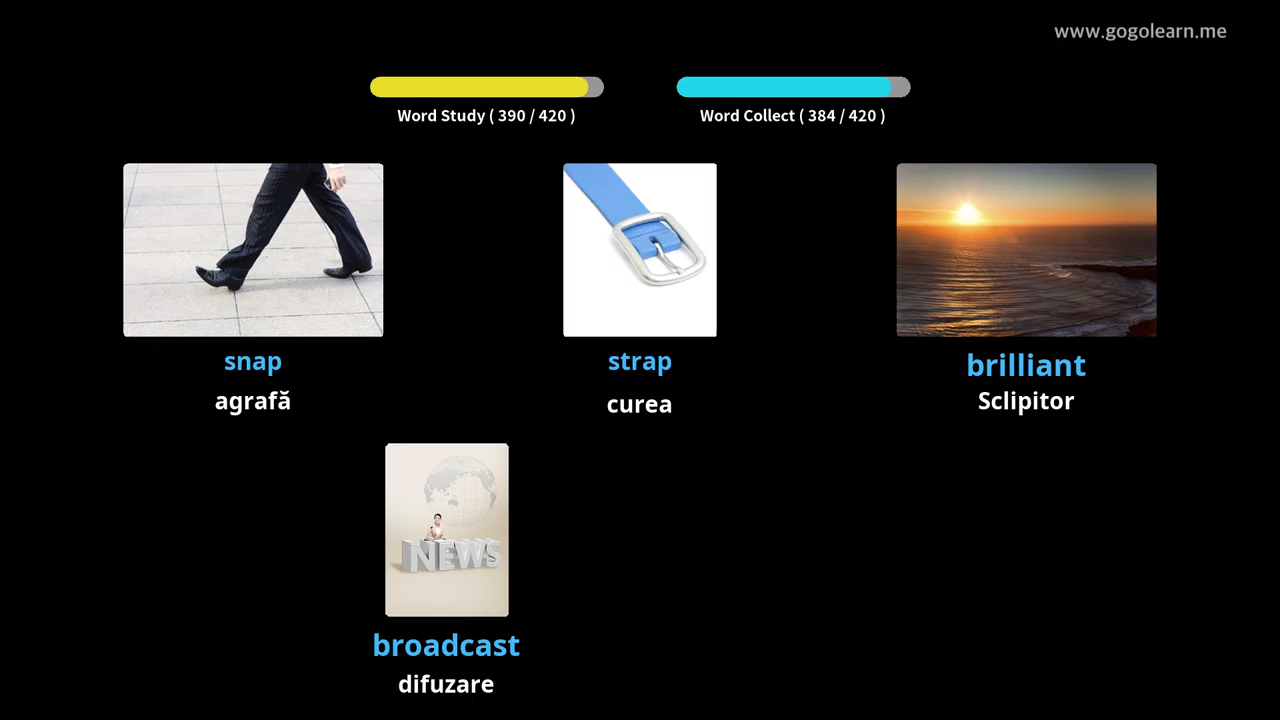 www.gogolearn.me
Word Study ( 390 / 420 )
Word Collect ( 384 / 420 )
snap
agrafă
strap
curea
brilliant
Sclipitor
NEWS
broadcast
difuzare